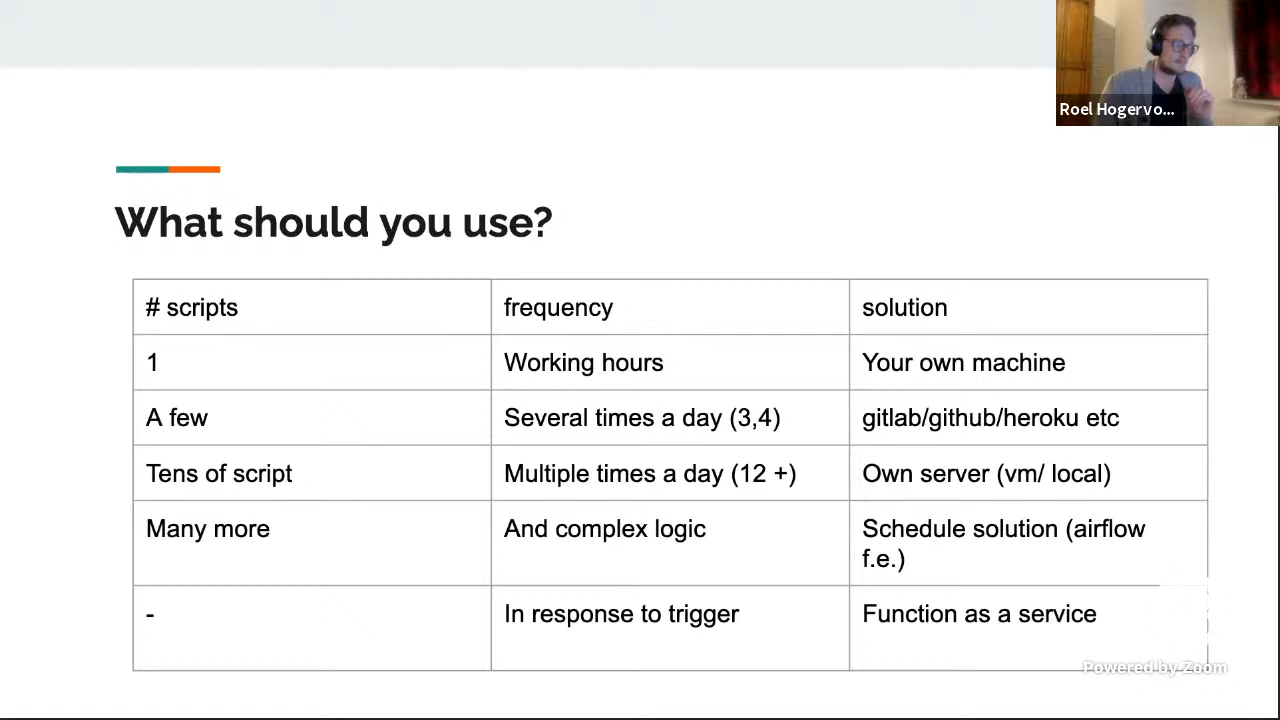 Roel Hogervo...
What should you use?
# scripts frequency solution
1 Working hours Your own machine
A few Several times a day (3,4) gitlab/github/heroku etc
Tens of script Multiple times a day (12 +) Own server (vm/ local)
Many more And complex logic Schedule solution (airflow
f.e.)
- In response to trigger Function as a service
Powered by Zoom